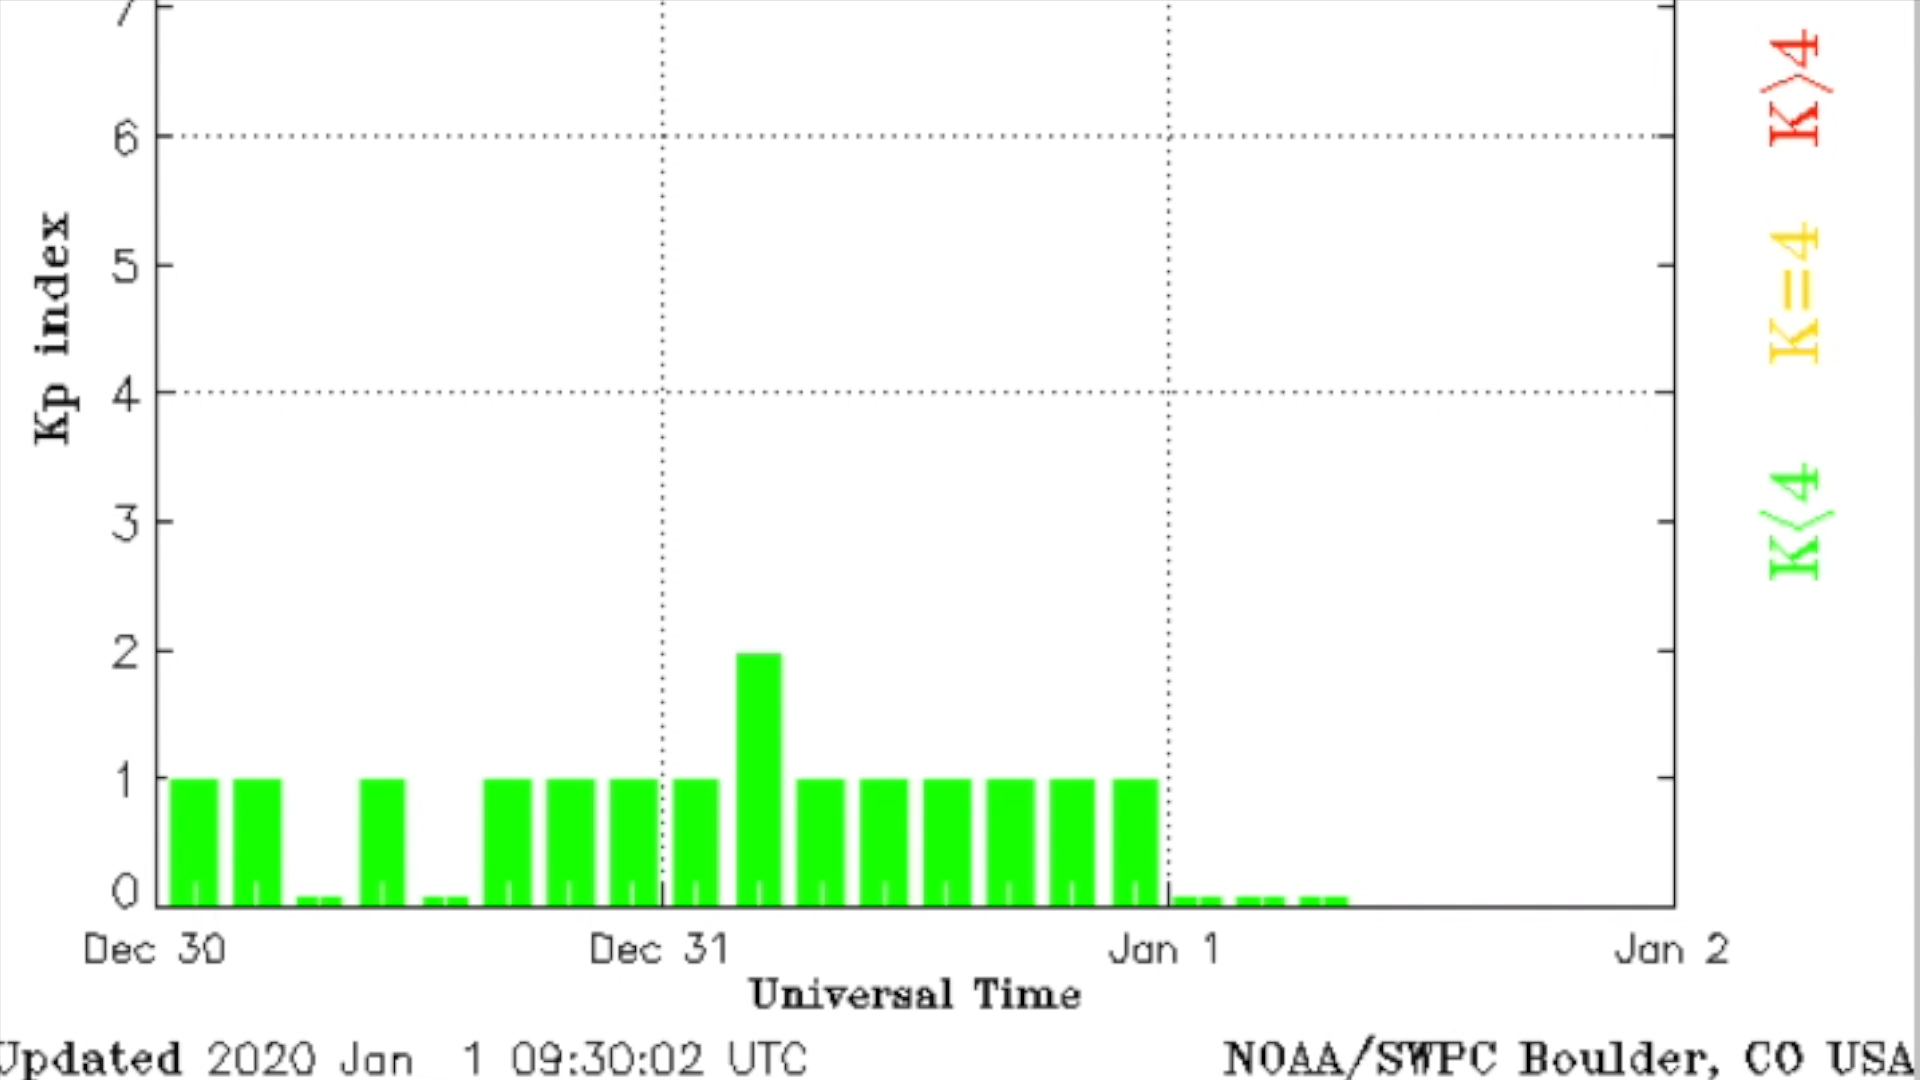 7
K>4
6
5
Kp index
K=4
4
3
K<4
2
1
0
Dec 30 Dec 31 Jan 1 Jan 2
Universal Time
Updated 2020 Jan 1 09:30:02 UTC NOAA/SWPC Boulder, CO USA